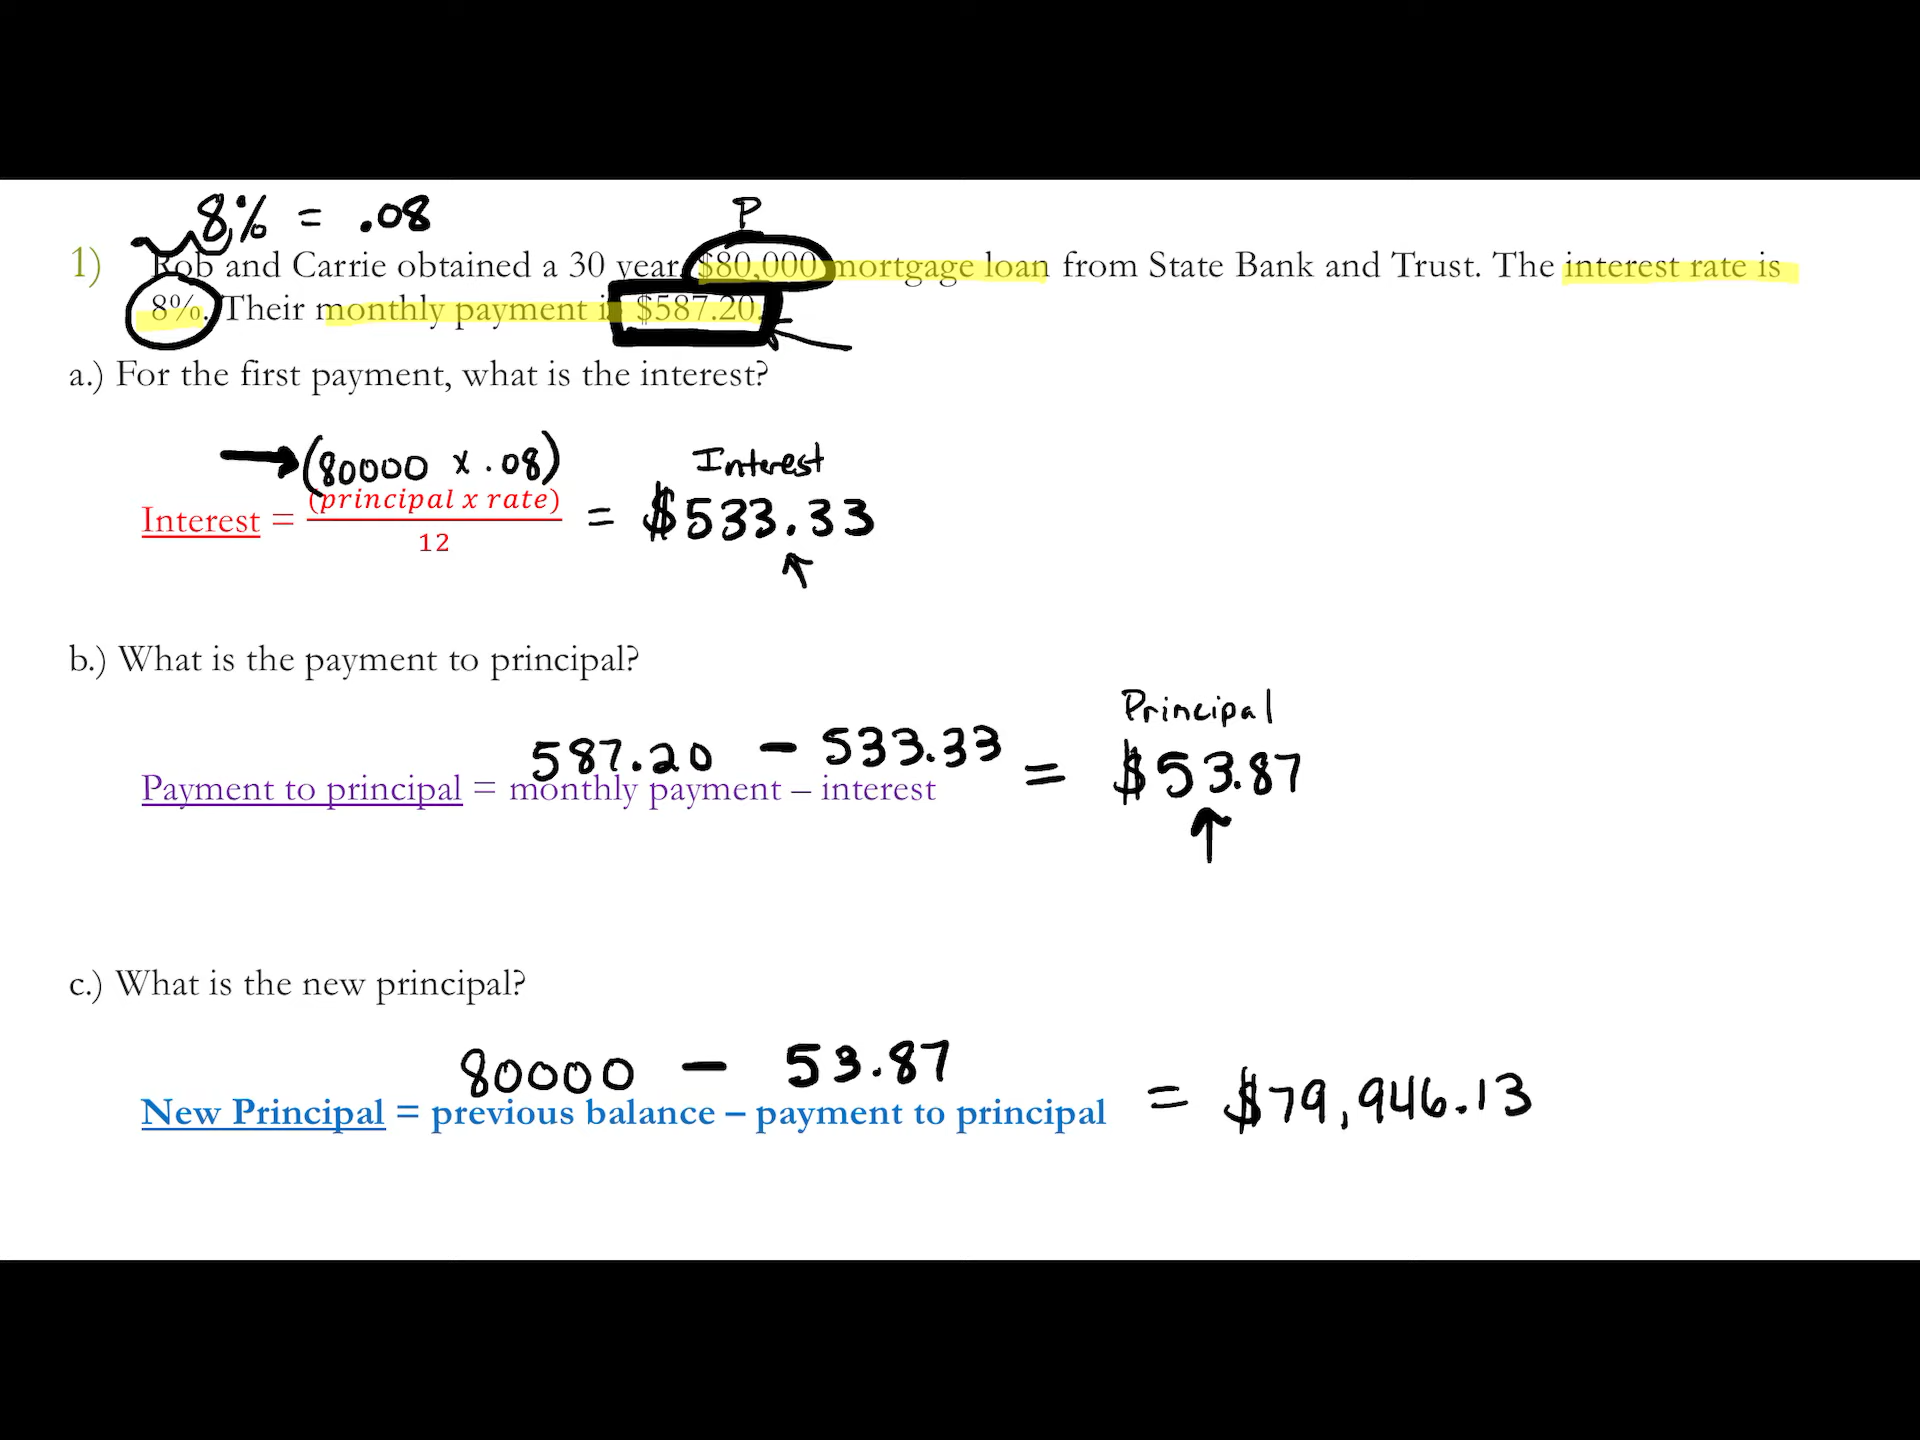 8% = .08
P
1) Rob and Carrie obtained a 30 year $80,000 mortgage loan from State Bank and Trust. The interest rate is
8%. Their monthly payment is $587.20.
a.) For the first payment, what is the interest?
(80000 x .08)
Interest
Interest = (principal x rate) / 12 = $533.33
b.) What is the payment to principal?
Principal
587.20 - 533.33
Payment to principal = monthly payment – interest = $53.87
c.) What is the new principal?
80000 - 53.87
New Principal = previous balance – payment to principal = $79,946.13